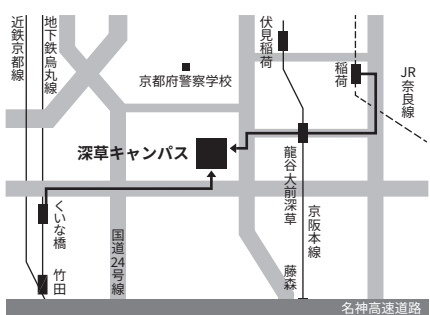 近鉄京都線
地下鉄烏丸線
伏見稲荷
稲荷
JR
奈良線
京都府警察学校
深草キャンパス
龍谷大前深草
くいな橋
国道24号線
京阪本線
竹田
藤森
名神高速道路